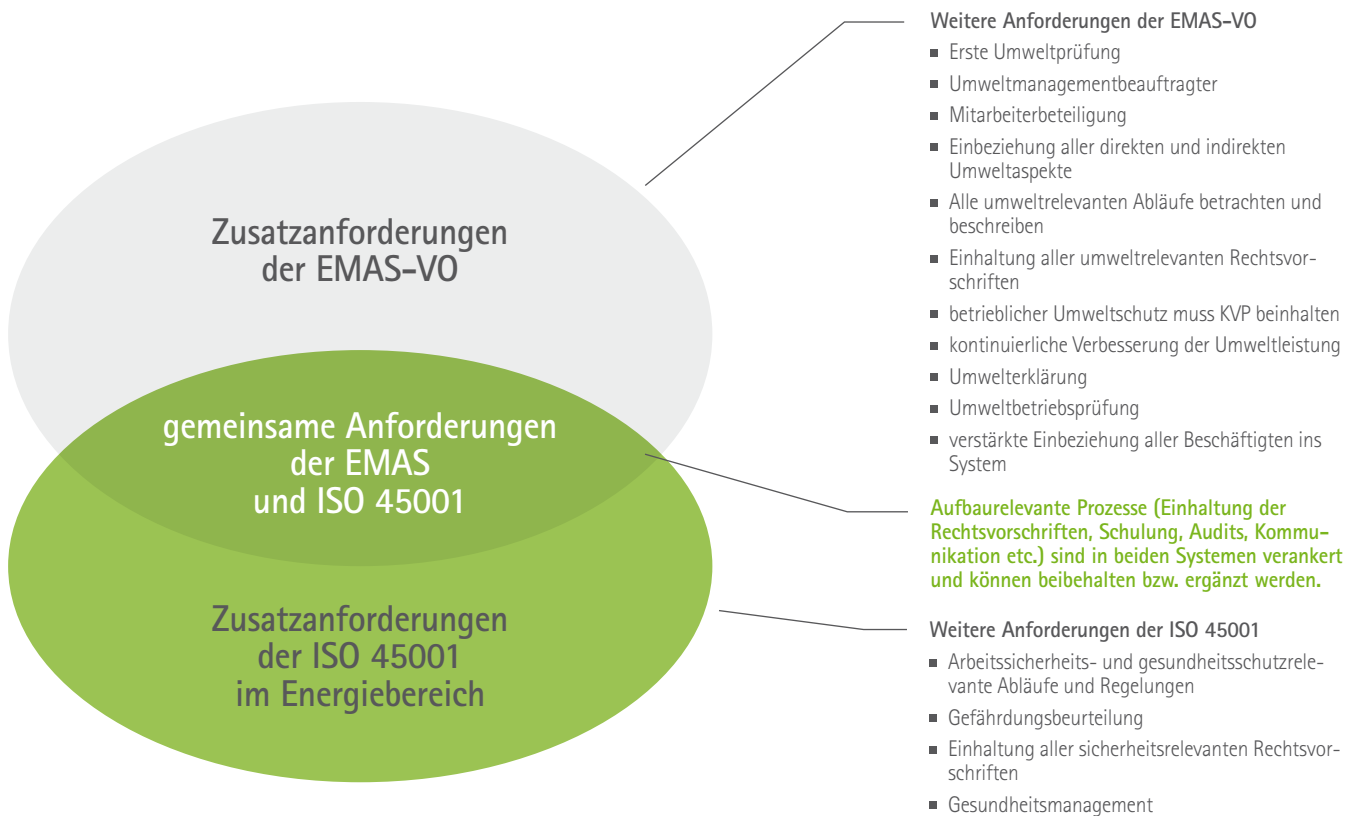 Zusatzanforderungen
der EMAS-VO
gemeinsame Anforderungen
der EMAS
und ISO 45001
Zusatzanforderungen
der ISO 45001
im Energiebereich
Weitere Anforderungen der EMAS-VO
▪ Erste Umweltprüfung
▪ Umweltmanagementbeauftragter
▪ Mitarbeiterbeteiligung
▪ Einbeziehung aller direkten und indirekten
Umweltaspekte
▪ Alle umweltrelevanten Abläufe betrachten und
beschreiben
▪ Einhaltung aller umweltrelevanten Rechtsvor-
schriften
▪ betrieblicher Umweltschutz muss KVP beinhalten
▪ kontinuierliche Verbesserung der Umweltleistung
▪ Umwelterklärung
▪ Umweltbetriebsprüfung
▪ verstärkte Einbeziehung aller Beschäftigten ins
System
Aufbaurelevante Prozesse (Einhaltung der
Rechtsvorschriften, Schulung, Audits, Kommu-
nikation etc.) sind in beiden Systemen verankert
und können beibehalten bzw. ergänzt werden.
Weitere Anforderungen der ISO 45001
▪ Arbeitssicherheits- und gesundheitsschutzrele-
vante Abläufe und Regelungen
▪ Gefährdungsbeurteilung
▪ Einhaltung aller sicherheitsrelevanten Rechtsvor-
schriften
▪ Gesundheitsmanagement